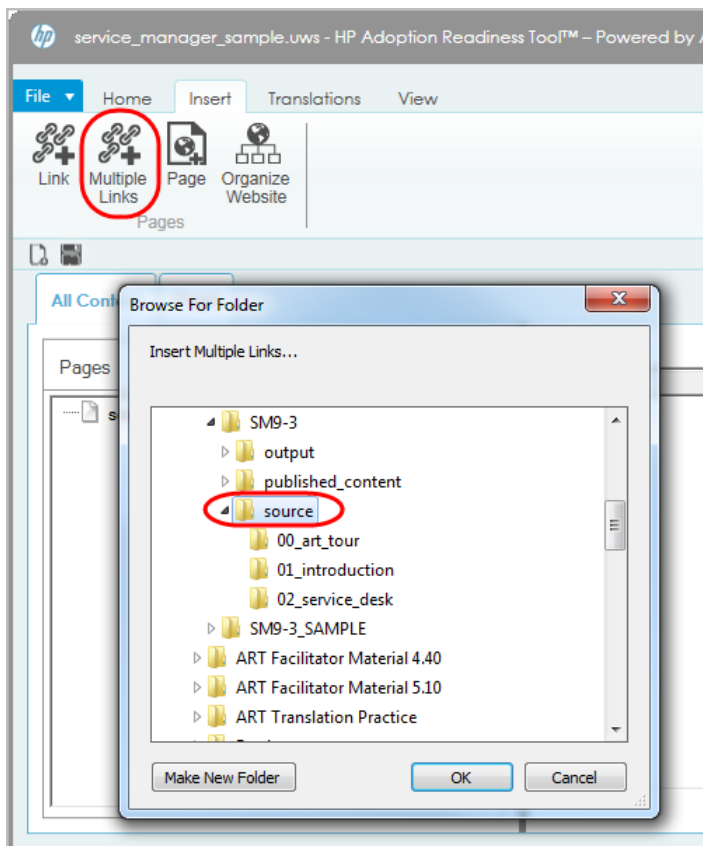 hp service_manager_sample.uws - HP Adoption Readiness Tool™ – Powered by
File Home Insert Translations View
Link Multiple Links Page Organize Website
Pages
All Cont
Browse For Folder
Pages
Insert Multiple Links...
SM9-3
output
published_content
source
00_art_tour
01_introduction
02_service_desk
SM9-3_SAMPLE
ART Facilitator Material 4.40
ART Facilitator Material 5.10
ART Translation Practice
Make New Folder OK Cancel